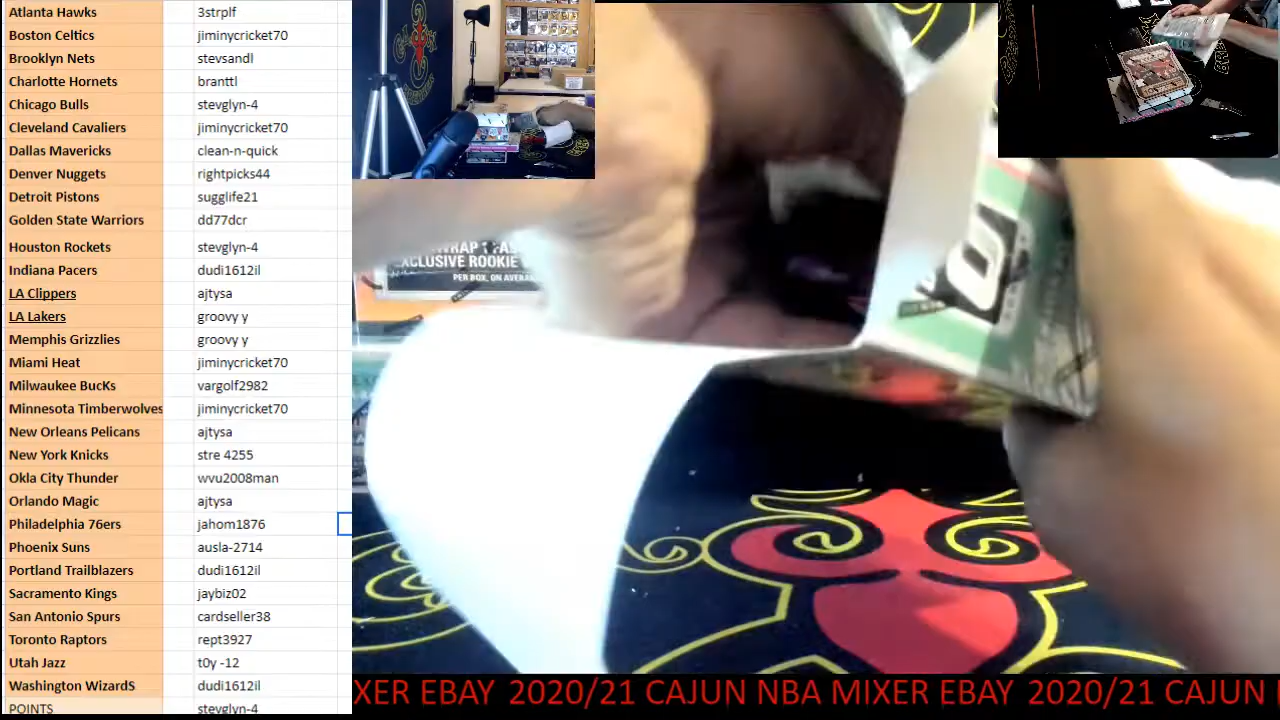 Atlanta Hawks 3strplf
Boston Celtics jiminycricket70
Brooklyn Nets stevsandl
Charlotte Hornets branttl
Chicago Bulls stevglyn-4
Cleveland Cavaliers jiminycricket70
Dallas Mavericks clean-n-quick
Denver Nuggets rightpicks44
Detroit Pistons sugglife21
Golden State Warriors dd77dcr
Houston Rockets stevglyn-4
Indiana Pacers dudi1612il
LA Clippers ajtysa
LA Lakers groovy y
Memphis Grizzlies groovy y
Miami Heat jiminycricket70
Milwaukee BucKs vargolf2982
Minnesota Timberwolves jiminycricket70
New Orleans Pelicans ajtysa
New York Knicks stre 4255
Okla City Thunder wvu2008man
Orlando Magic ajtysa
Philadelphia 76ers jahom1876
Phoenix Suns ausla-2714
Portland Trailblazers dudi1612il
Sacramento Kings jaybiz02
San Antonio Spurs cardseller38
Toronto Raptors rept3927
Utah Jazz t0y -12
Washington WizardS dudi1612il
POINTS stevglyn-4
EXCLUSIVE ROOKIE
PER BOX, ON AVERA
XER EBAY 2020/21 CAJUN NBA MIXER EBAY 2020/21 CAJUN